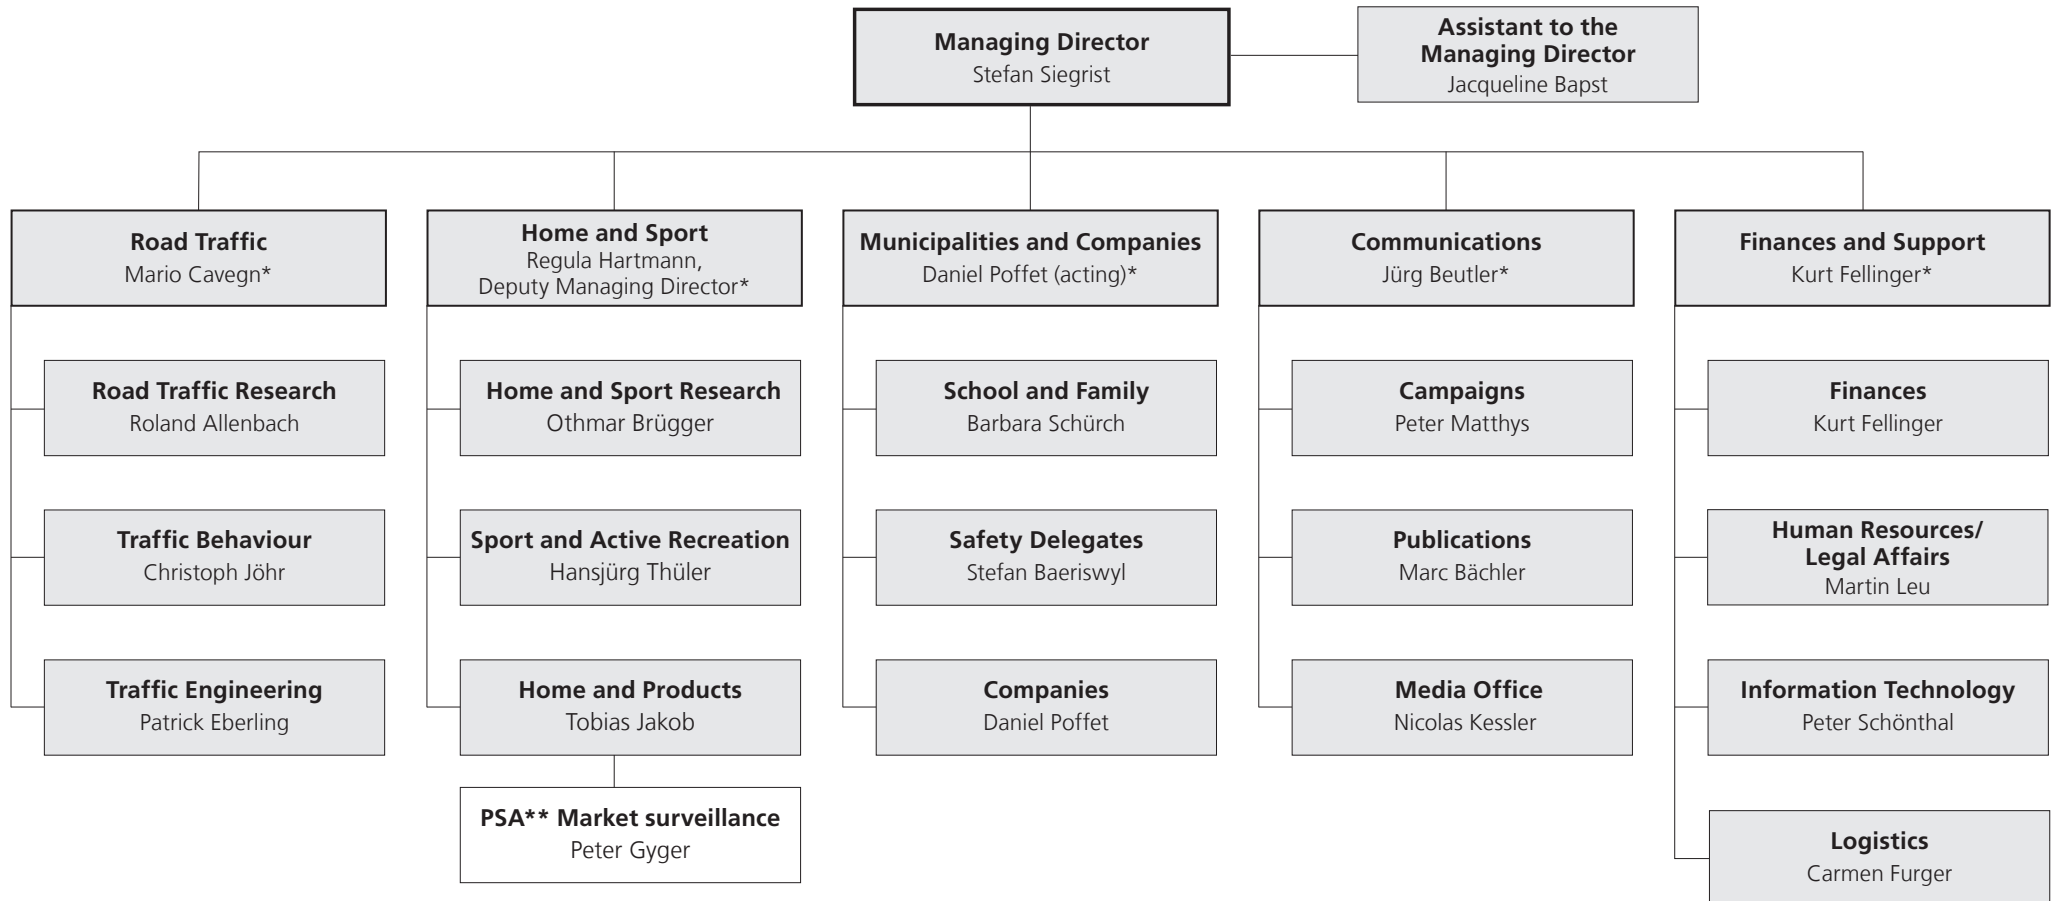 Managing Director
Stefan Siegrist
Assistant to the
Managing Director
Jacqueline Bapst
Road Traffic
Mario Cavegn*
Home and Sport
Regula Hartmann,
Deputy Managing Director*
Municipalities and Companies
Daniel Poffet (acting)*
Communications
Jürg Beutler*
Finances and Support
Kurt Fellinger*
Road Traffic Research
Roland Allenbach
Home and Sport Research
Othmar Brügger
School and Family
Barbara Schürch
Campaigns
Peter Matthys
Finances
Kurt Fellinger
Traffic Behaviour
Christoph Jöhr
Sport and Active Recreation
Hansjürg Thüler
Safety Delegates
Stefan Baeriswyl
Publications
Marc Bächler
Human Resources/
Legal Affairs
Martin Leu
Traffic Engineering
Patrick Eberling
Home and Products
Tobias Jakob
Companies
Daniel Poffet
Media Office
Nicolas Kessler
Information Technology
Peter Schönthal
PSA** Market surveillance
Peter Gyger
Logistics
Carmen Furger